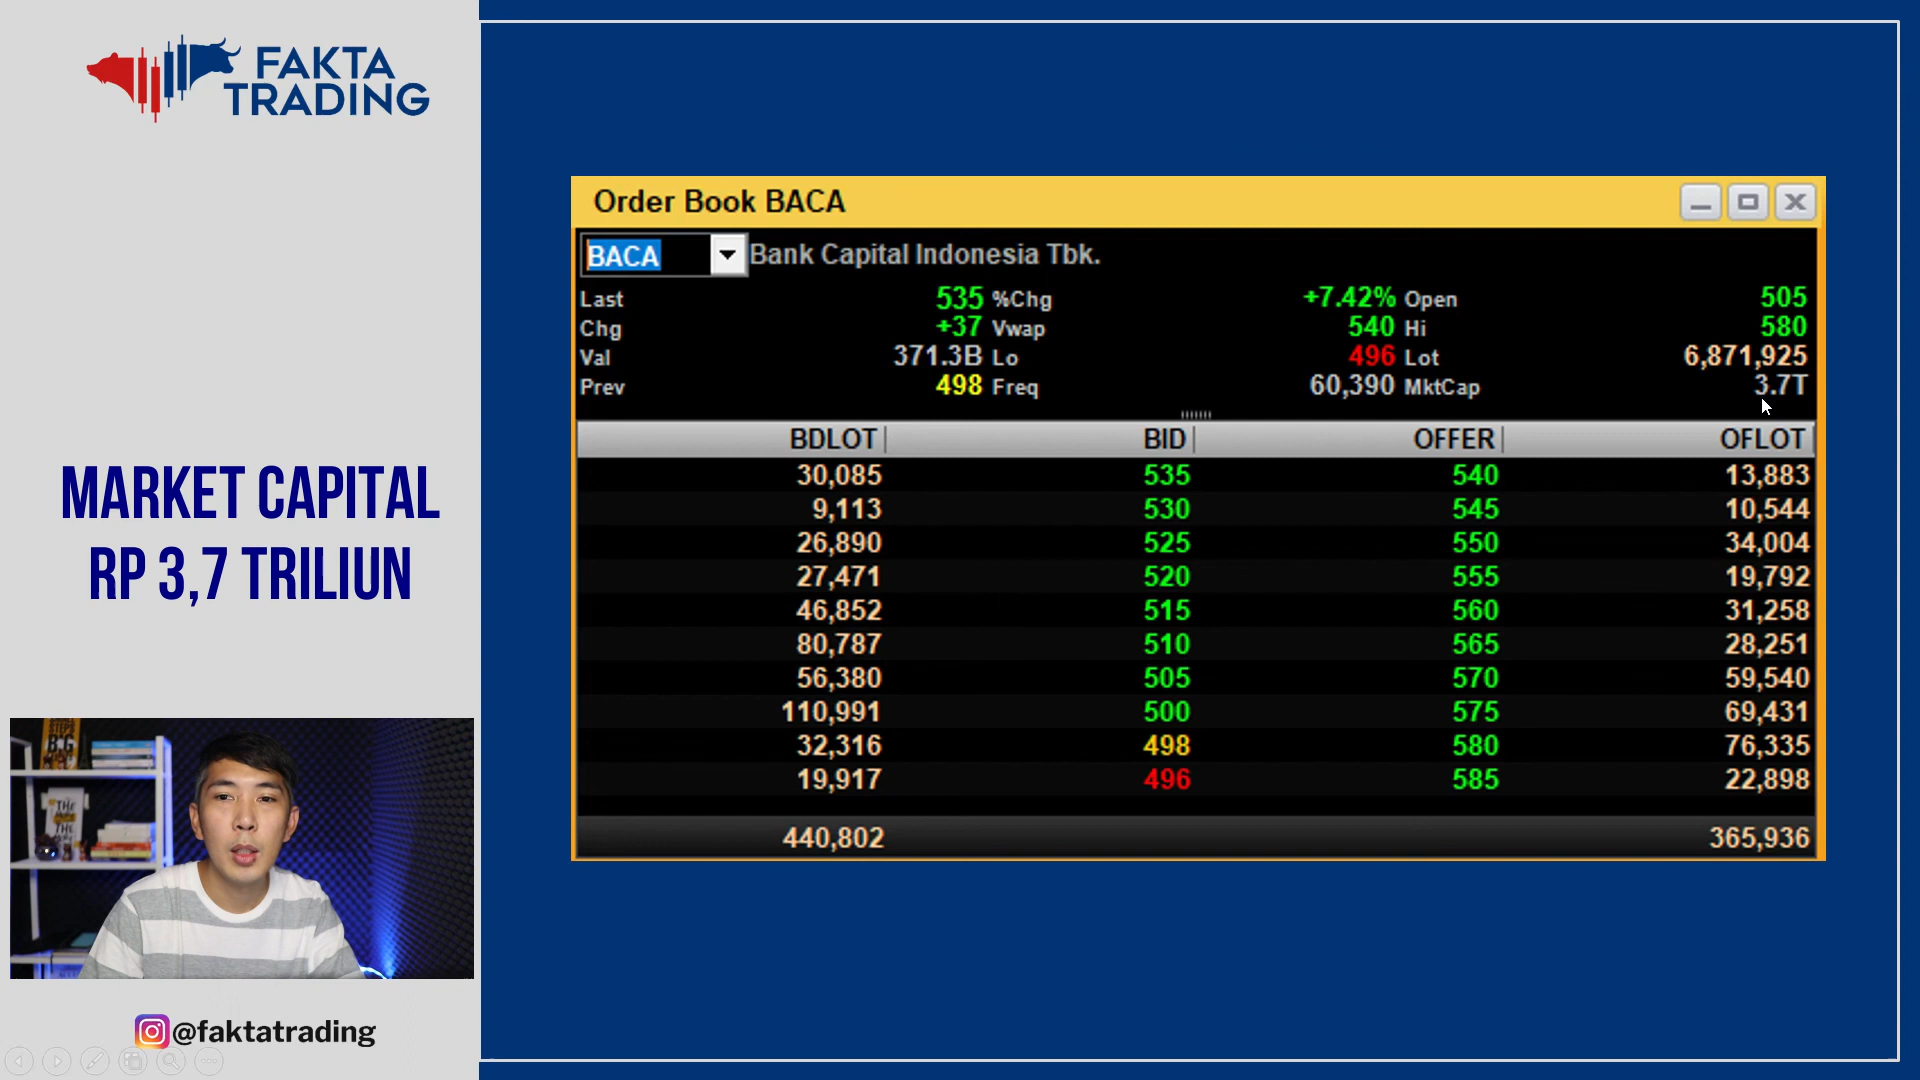 FAKTA
TRADING
MARKET CAPITAL
RP 3,7 TRILIUN
@faktatrading
Order Book BACA
BACA Bank Capital Indonesia Tbk.
Last 535 %Chg +7.42% Open 505
Chg +37 Vwap 540 Hi 580
Val 371.3B Lo 496 Lot 6,871,925
Prev 498 Freq 60,390 MktCap 3.7T
BDLOT BID OFFER OFLOT
30,085 535 540 13,883
9,113 530 545 10,544
26,890 525 550 34,004
27,471 520 555 19,792
46,852 515 560 31,258
80,787 510 565 28,251
56,380 505 570 59,540
110,991 500 575 69,431
32,316 498 580 76,335
19,917 496 585 22,898
440,802 365,936